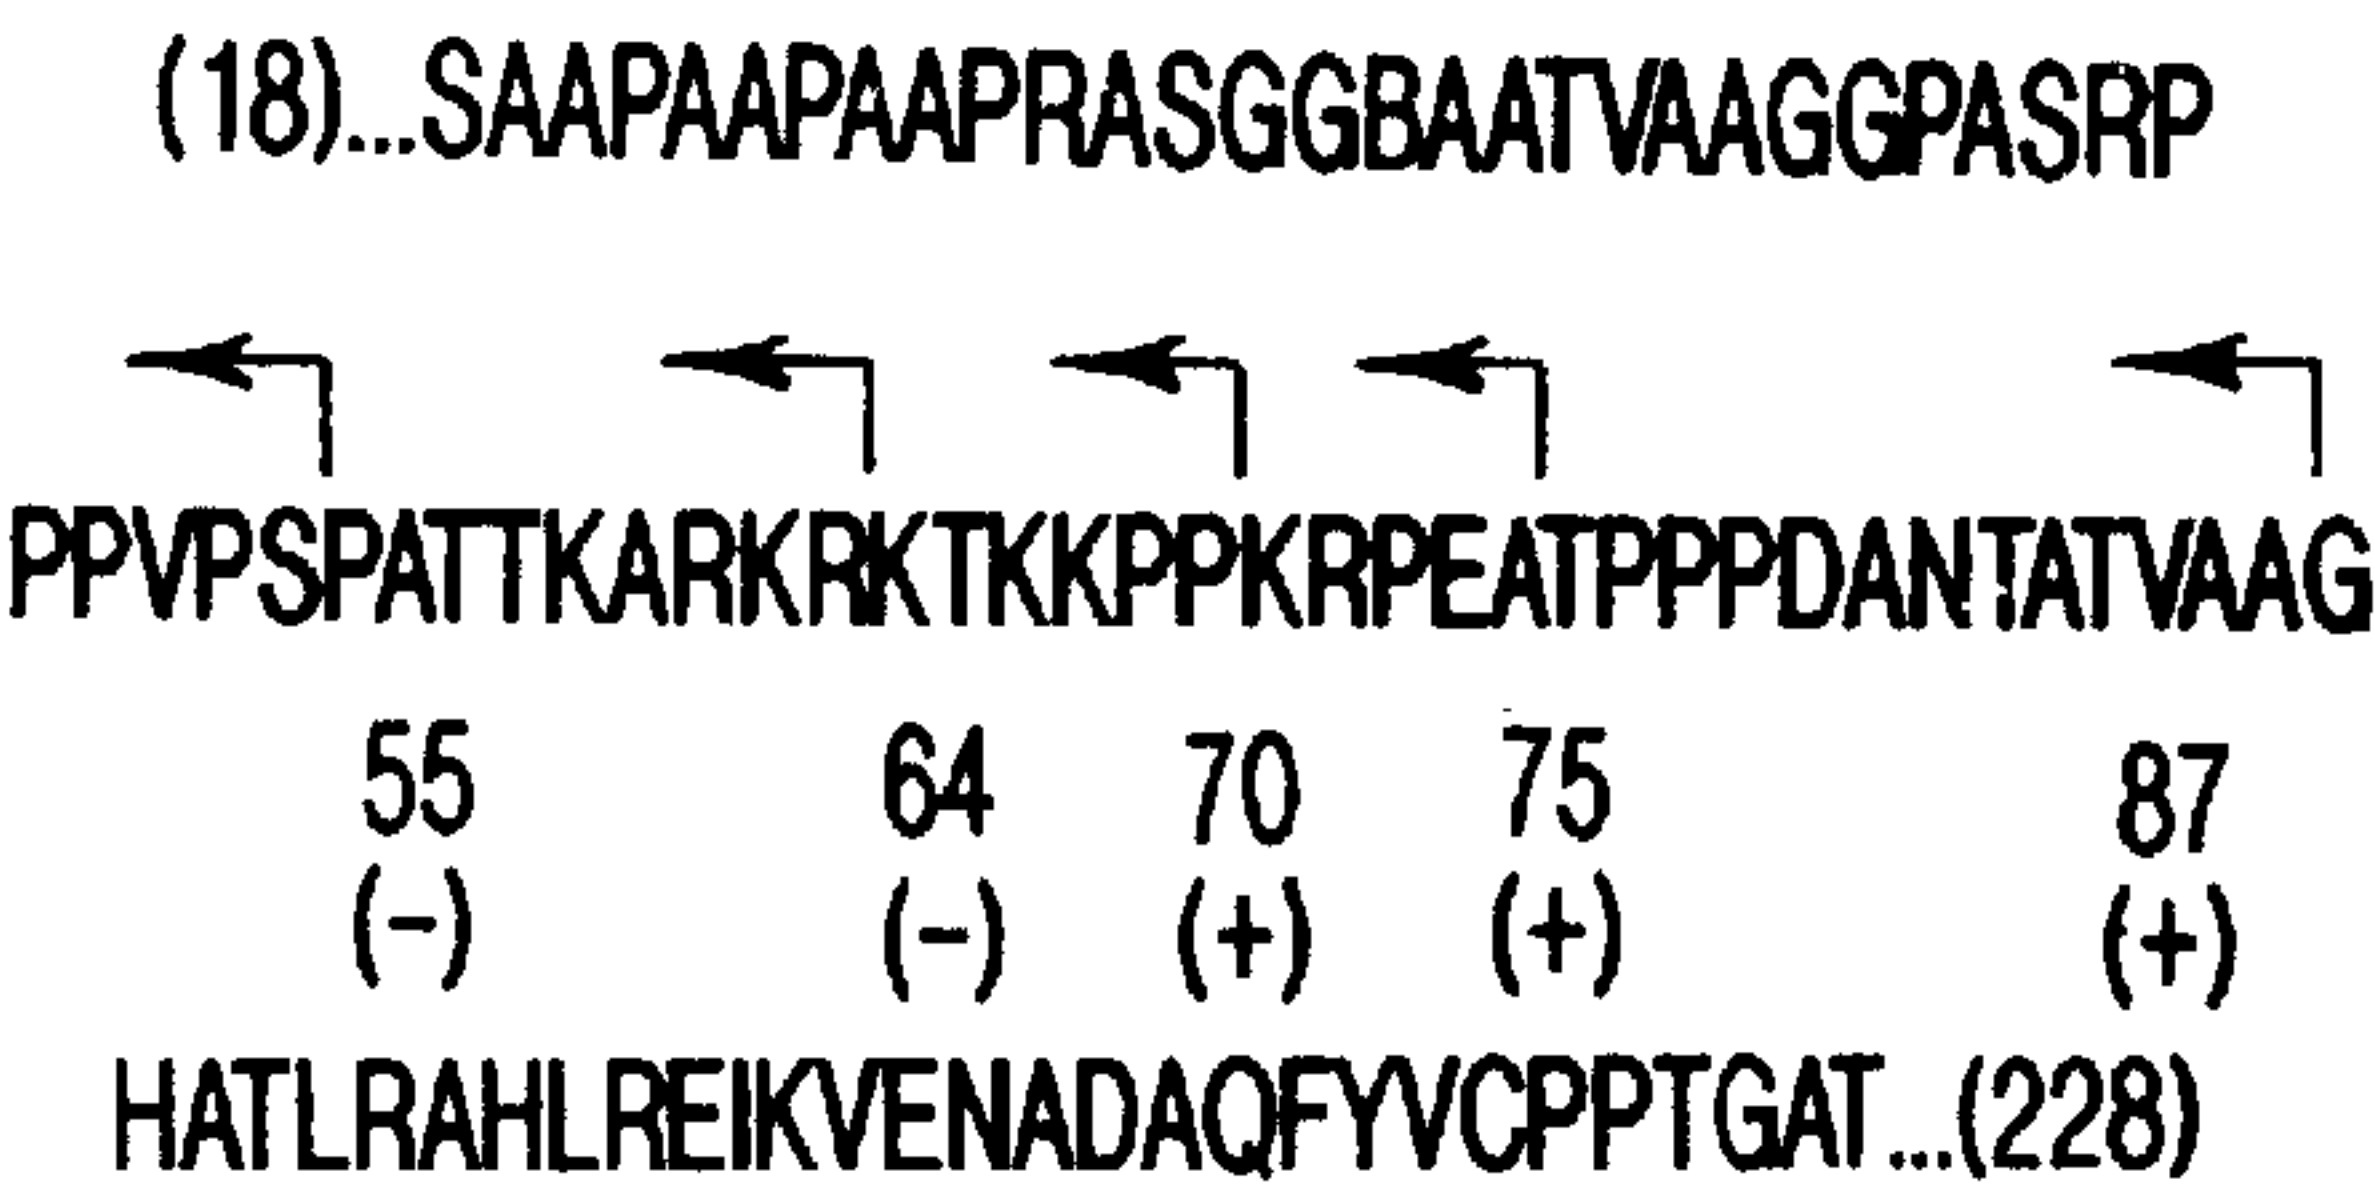 (18)...SAAPAAPAAPRASGGBAATVAAGGPASRP
PPVPSPATTKARKRKTKKPPKRPEATPPPDANTATVAAG
55 64 70 75 87
(-) (-) (+) (+) (+)
HATLRAHLREIKVENADAQFYVCPPTGAT...(228)